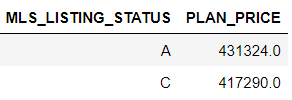 MLS_LISTING_STATUS PLAN_PRICE
A 431324.0
C 417290.0